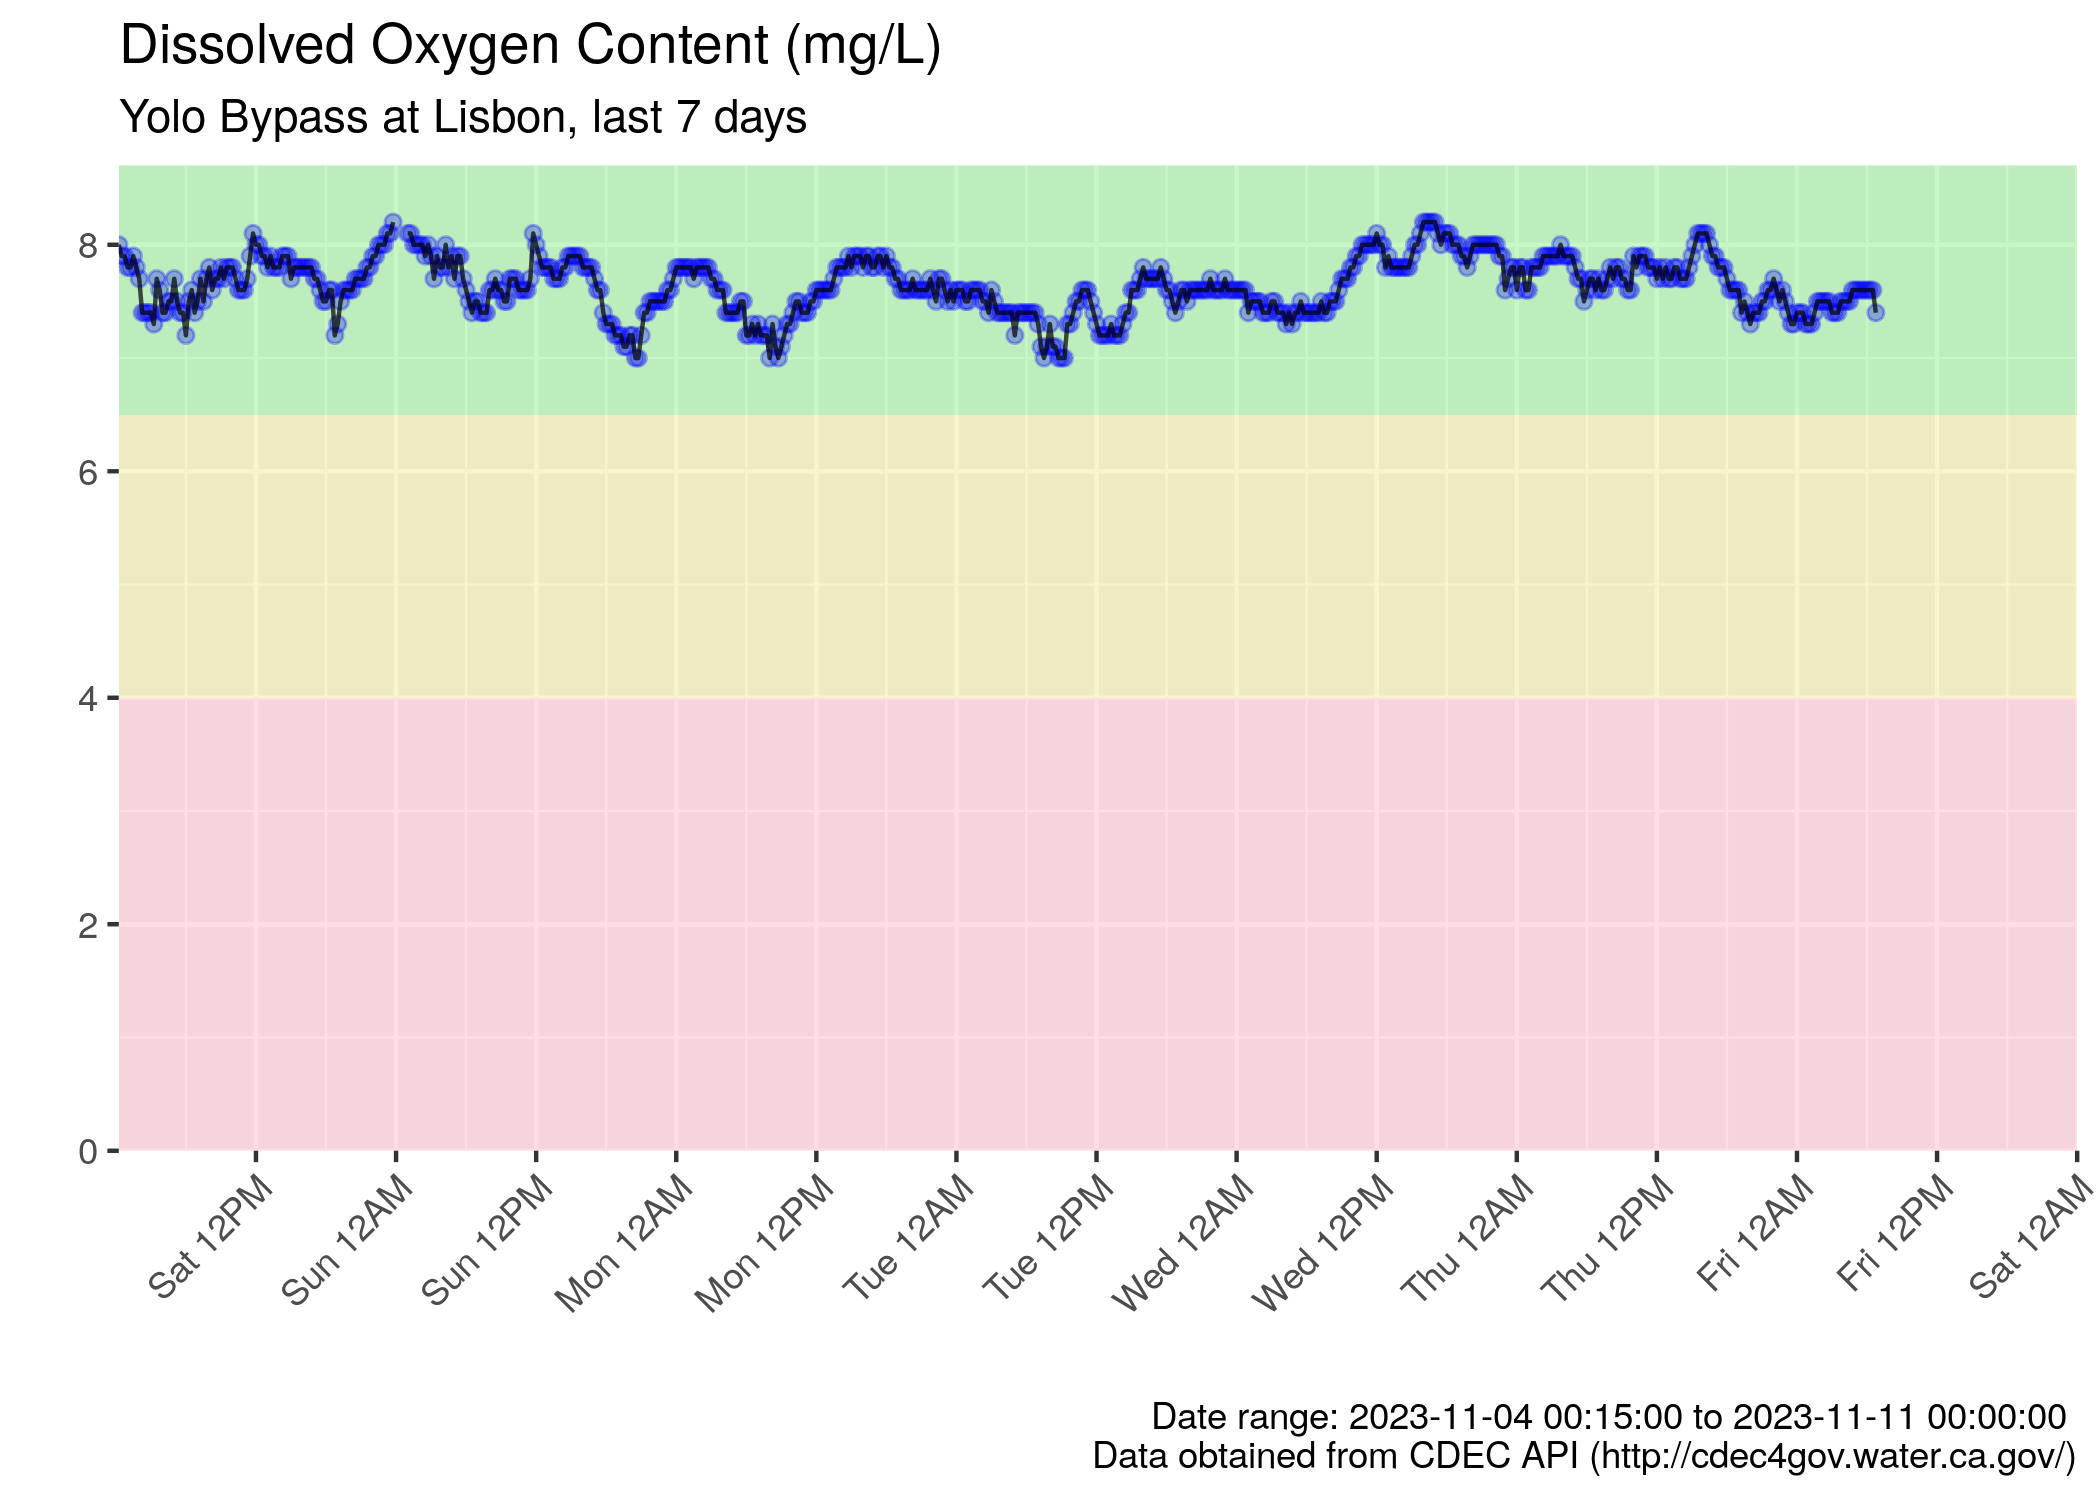 Dissolved Oxygen Content (mg/L)
Yolo Bypass at Lisbon, last 7 days
8
6
4
2
0
Sat 12PM
Sun 12AM
Sun 12PM
Mon 12AM
Mon 12PM
Tue 12AM
Tue 12PM
Wed 12AM
Wed 12PM
Thu 12AM
Thu 12PM
Fri 12AM
Fri 12PM
Sat 12AM
Date range: 2023-11-04 00:15:00 to 2023-11-11 00:00:00
Data obtained from CDEC API (http://cdec4gov.water.ca.gov/)